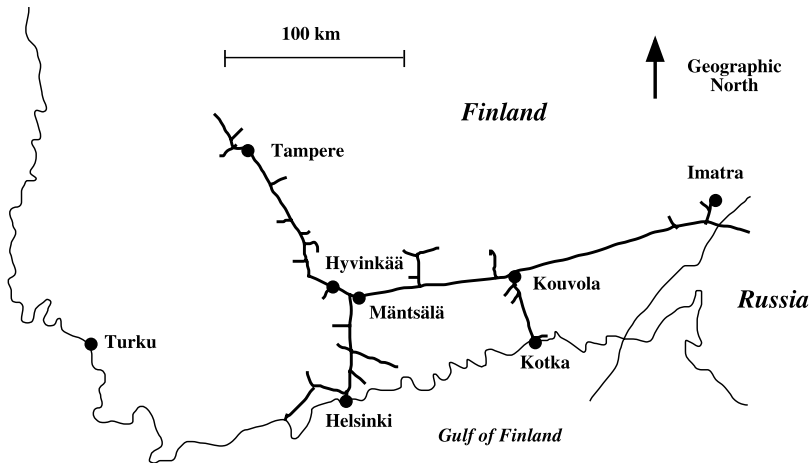 100 km
Geographic
North
Finland
Tampere
Imatra
Hyvinkää
Kouvola
Mäntsälä
Russia
Turku
Kotka
Helsinki
Gulf of Finland